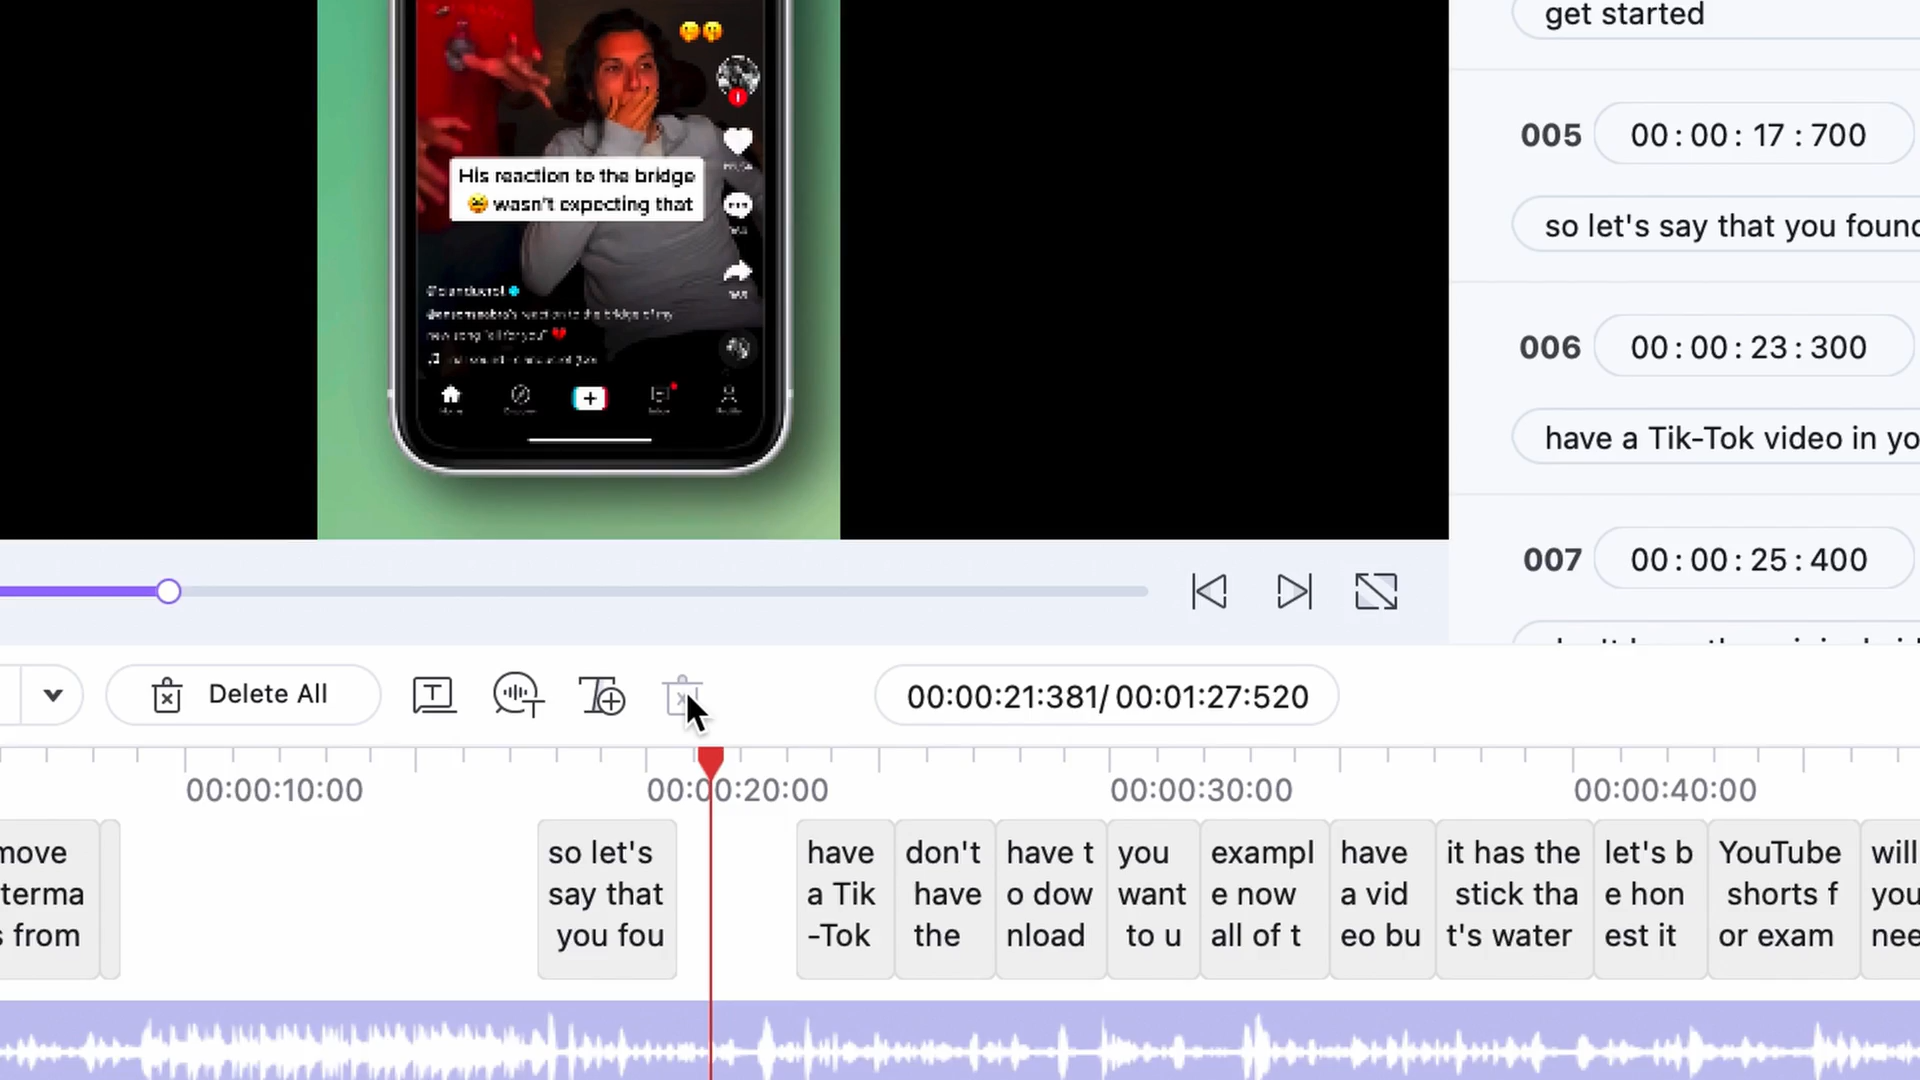 His reaction to the bridge
wasn't expecting that
get started
005 00:00:17:700
so let's say that you found
006 00:00:23:300
have a Tik-Tok video in yo
007 00:00:25:400
Delete All
00:00:21:381/00:01:27:520
00:00:10:00
00:00:20:00
00:00:30:00
00:00:40:00
move
terma
s from
so let's
say that
you fou
have
a Tik
-Tok
don't
have
the
have t
o dow
nload
you
want
to u
exampl
e now
all of t
have
a vid
eo bu
it has the
stick tha
t's water
let's b
e hon
est it
YouTube
shorts f
or exam
will
you
nee